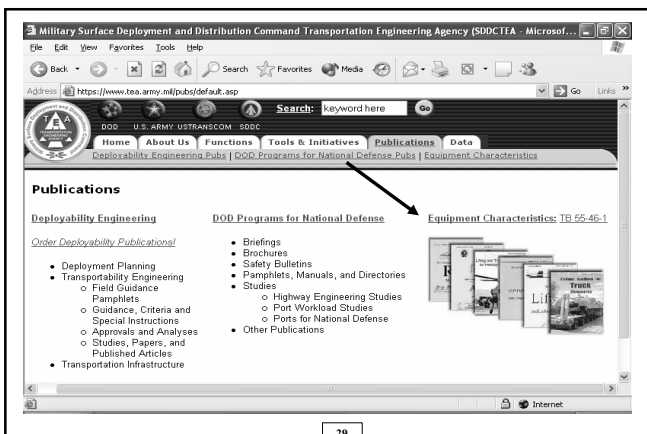 Military Surface Deployment and Distribution Command Transportation Engineering Agency (SDDCTEA - Microsof...
File Edit View Favorites Tools Help
Back Search Favorites Media
Address https://www.tea.army.mil/pubs/default.asp Go Links »
Search: keyword here Go
DOD U.S. ARMY USTRANSCOM SDDC
Home About Us Functions Tools & Initiatives Publications Data
Deployability Engineering Pubs | DOD Programs for National Defense Pubs | Equipment Characteristics
Publications
Deployability Engineering
Order Deployability Publications!
• Deployment Planning
• Transportability Engineering
o Field Guidance
Pamphlets
o Guidance, Criteria and
Special Instructions
o Approvals and Analyses
o Studies, Papers, and
Published Articles
• Transportation Infrastructure
DOD Programs for National Defense
• Briefings
• Brochures
• Safety Bulletins
• Pamphlets, Manuals, and Directories
• Studies
o Highway Engineering Studies
o Port Workload Studies
o Ports for National Defense
• Other Publications
Equipment Characteristics: TB 55-46-1
Truck
Internet
29